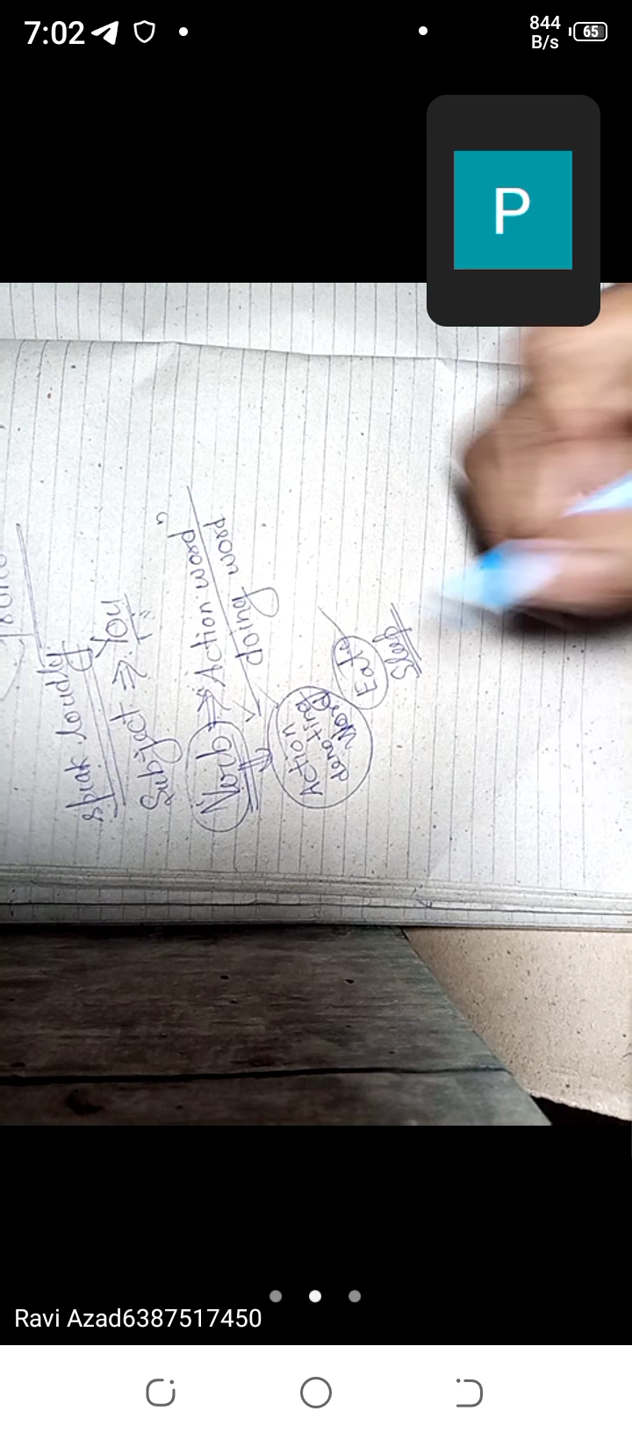 7:02
844
B/s
65
P
speak loudly
Subject ⇒ You
Verb → Action word
doing word
Action
denoting
word
Eat
Sleep
Ravi Azad6387517450